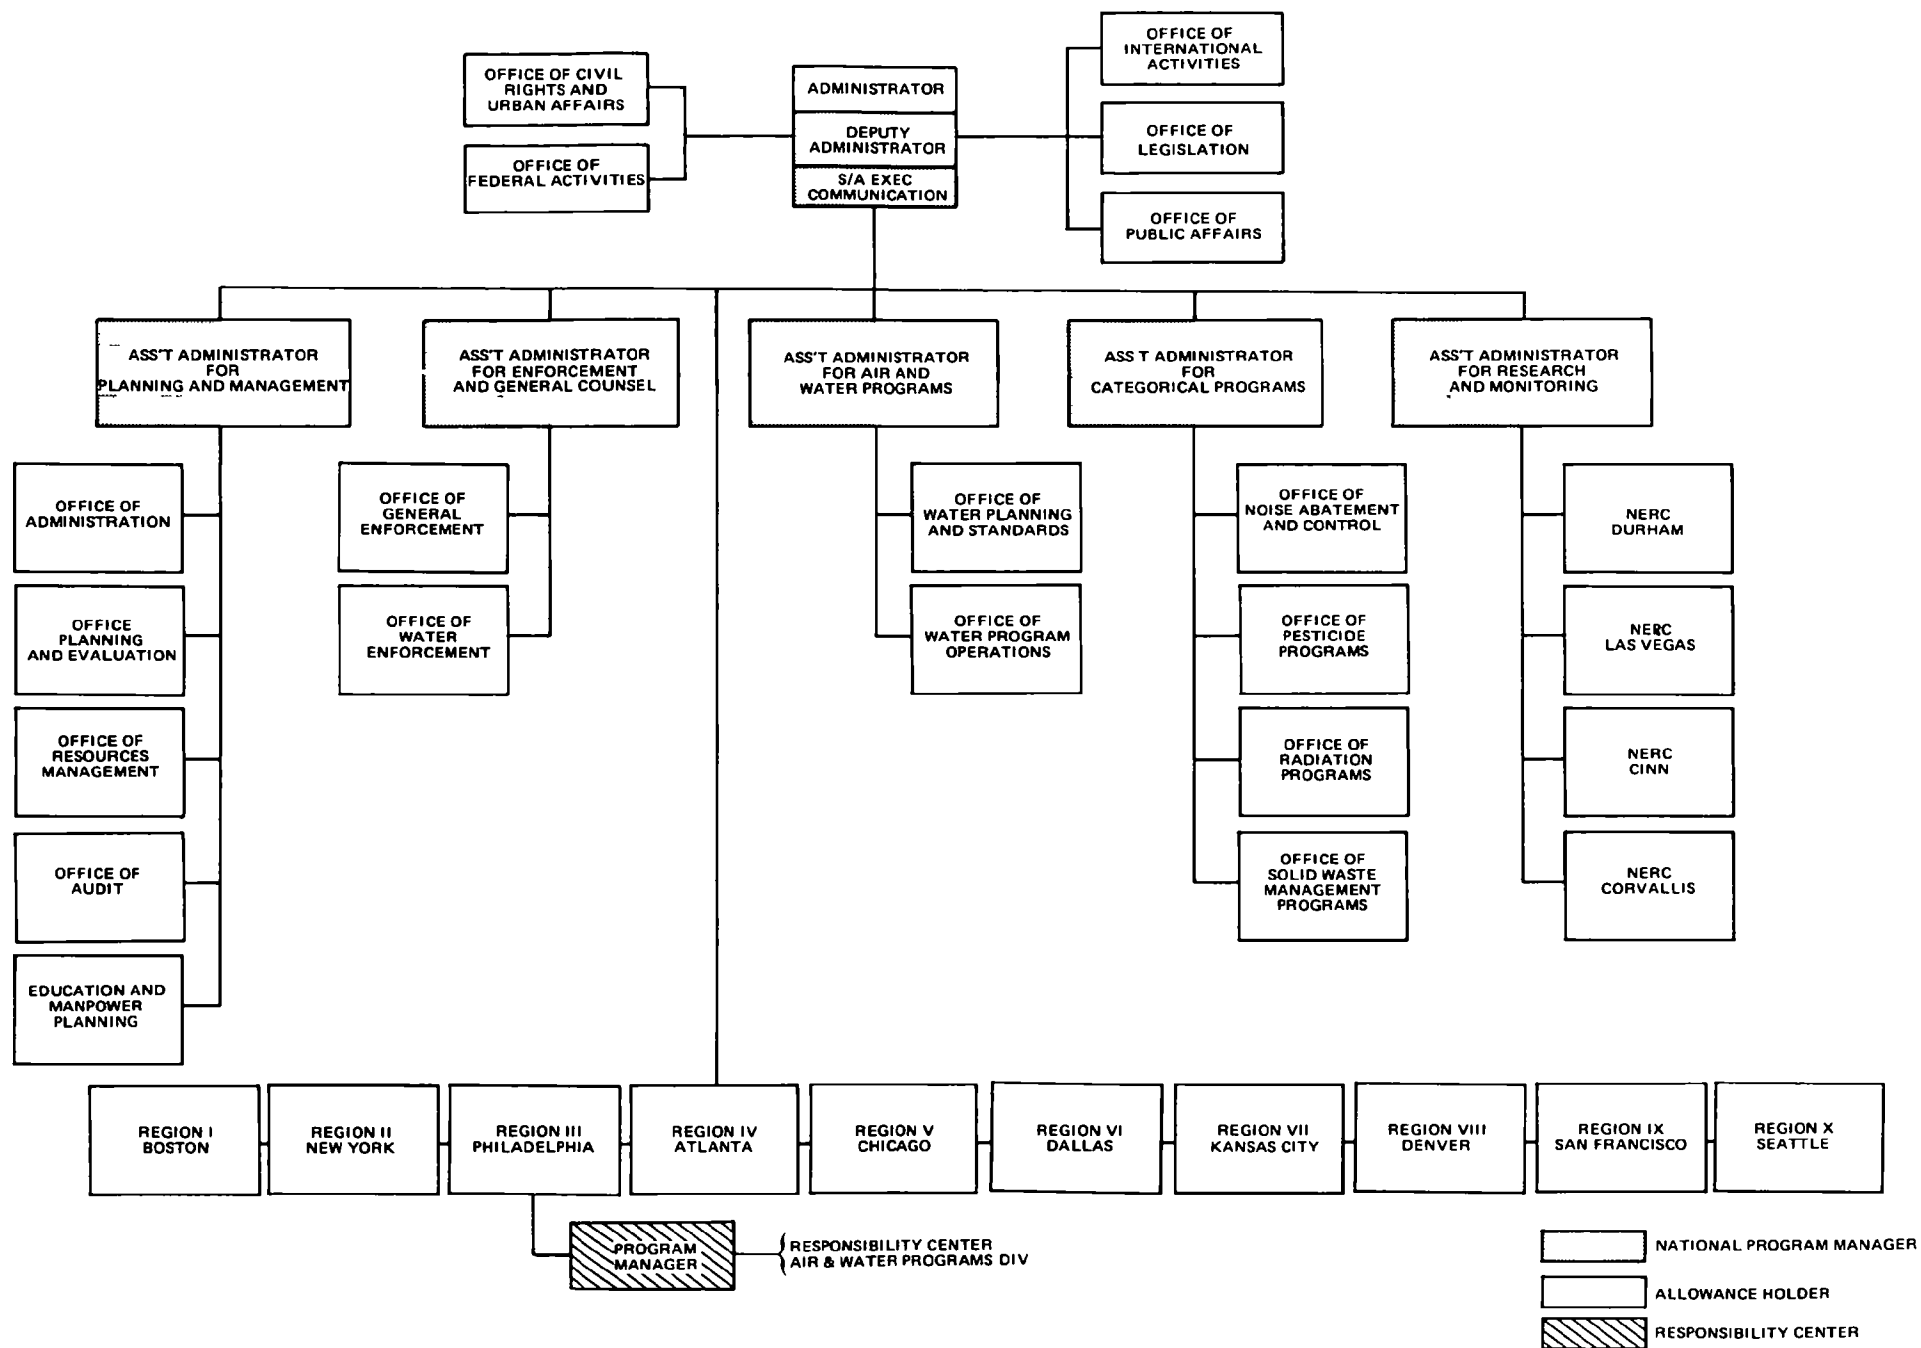 OFFICE OF CIVIL
RIGHTS AND
URBAN AFFAIRS
OFFICE OF
FEDERAL ACTIVITIES
ADMINISTRATOR
DEPUTY
ADMINISTRATOR
S/A EXEC
COMMUNICATION
OFFICE OF
INTERNATIONAL
ACTIVITIES
OFFICE OF
LEGISLATION
OFFICE OF
PUBLIC AFFAIRS
ASS'T ADMINISTRATOR
FOR
PLANNING AND MANAGEMENT
ASS'T ADMINISTRATOR
FOR ENFORCEMENT
AND GENERAL COUNSEL
ASS'T ADMINISTRATOR
FOR AIR AND
WATER PROGRAMS
ASS T ADMINISTRATOR
FOR
CATEGORICAL PROGRAMS
ASS'T ADMINISTRATOR
FOR RESEARCH
AND MONITORING
OFFICE OF
ADMINISTRATION
OFFICE
PLANNING
AND EVALUATION
OFFICE OF
RESOURCES
MANAGEMENT
OFFICE OF
AUDIT
EDUCATION AND
MANPOWER
PLANNING
OFFICE OF
GENERAL
ENFORCEMENT
OFFICE OF
WATER
ENFORCEMENT
OFFICE OF
WATER PLANNING
AND STANDARDS
OFFICE OF
WATER PROGRAM
OPERATIONS
OFFICE OF
NOISE ABATEMENT
AND CONTROL
OFFICE OF
PESTICIDE
PROGRAMS
OFFICE OF
RADIATION
PROGRAMS
OFFICE OF
SOLID WASTE
MANAGEMENT
PROGRAMS
NERC
DURHAM
NERC
LAS VEGAS
NERC
CINN
NERC
CORVALLIS
REGION I
BOSTON
REGION II
NEW YORK
REGION III
PHILADELPHIA
REGION IV
ATLANTA
REGION V
CHICAGO
REGION VI
DALLAS
REGION VII
KANSAS CITY
REGION VIII
DENVER
REGION IX
SAN FRANCISCO
REGION X
SEATTLE
PROGRAM
MANAGER
RESPONSIBILITY CENTER
AIR & WATER PROGRAMS DIV
NATIONAL PROGRAM MANAGER
ALLOWANCE HOLDER
RESPONSIBILITY CENTER